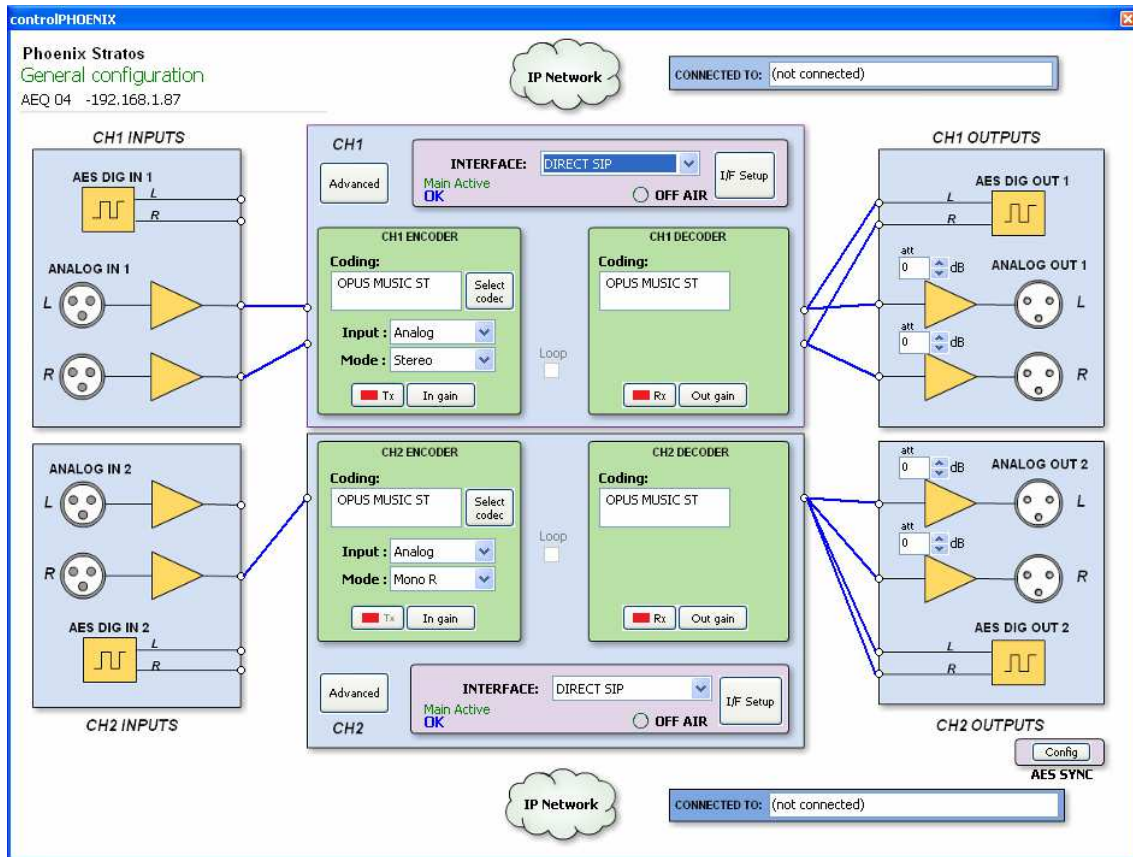 controlPHOENIX
Phoenix Stratos
General configuration
AEQ 04   -192.168.1.87
IP Network
CONNECTED TO: (not connected)
CH1 INPUTS
AES DIG IN 1
L
R
ANALOG IN 1
L
R
CH1
Advanced
INTERFACE: DIRECT SIP
I/F Setup
Main Active
OK
OFF AIR
CH1 ENCODER
Coding:
OPUS MUSIC ST
Select
codec
Input : Analog
Mode : Stereo
Tx
In gain
Loop
CH1 DECODER
Coding:
OPUS MUSIC ST
Rx
Out gain
CH1 OUTPUTS
AES DIG OUT 1
L
R
att
0 dB
ANALOG OUT 1
L
att
0 dB
R
ANALOG IN 2
L
R
AES DIG IN 2
L
R
CH2 INPUTS
CH2 ENCODER
Coding:
OPUS MUSIC ST
Select
codec
Input : Analog
Mode : Mono R
Tx
In gain
Loop
CH2 DECODER
Coding:
OPUS MUSIC ST
Rx
Out gain
Advanced
CH2
INTERFACE: DIRECT SIP
I/F Setup
Main Active
OK
OFF AIR
att
0 dB
ANALOG OUT 2
L
att
0 dB
R
AES DIG OUT 2
L
R
CH2 OUTPUTS
Config
AES SYNC
IP Network
CONNECTED TO: (not connected)